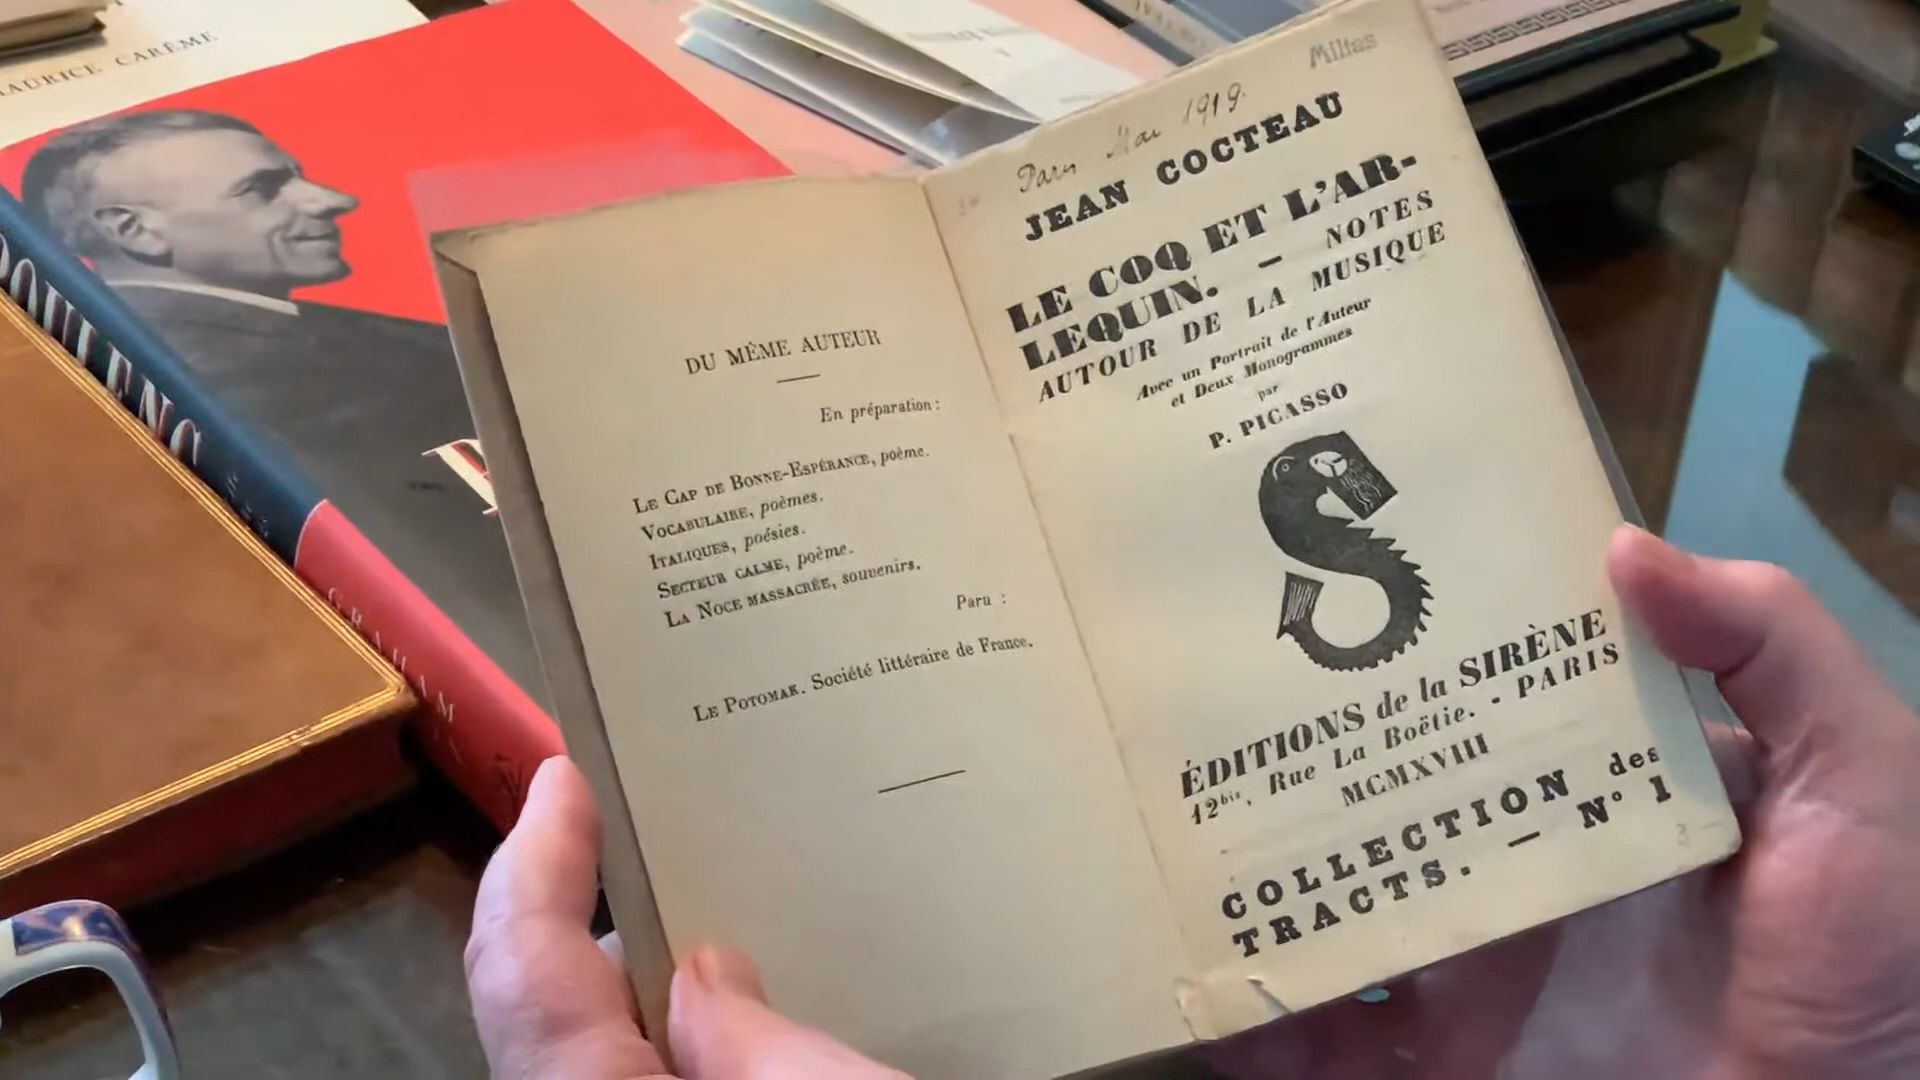 MAURICE CARÊME
POULENC
GRAHAM
DU MÈME AUTEUR
En préparation :
LE CAP DE BONNE-ESPÉRANCE, poème.
VOCABULAIRE, poèmes.
ITALIQUES, poésies.
SECTEUR CALME, poème.
LA NOCE MASSACRÉE, souvenirs.
Paru :
LE POTOMAK. Société littéraire de France.
Miltas
Paris Mai 1919.
JEAN COCTEAU
LE COQ ET L'AR-
LEQUIN. — NOTES
AUTOUR DE LA MUSIQUE
Avec un Portrait de l'Auteur
et Deux Monogrammes
par
P. PICASSO
ÉDITIONS de la SIRÈNE
12bis, Rue La Boëtie. - PARIS
MCMXVIII
COLLECTION des
TRACTS. — N° 1